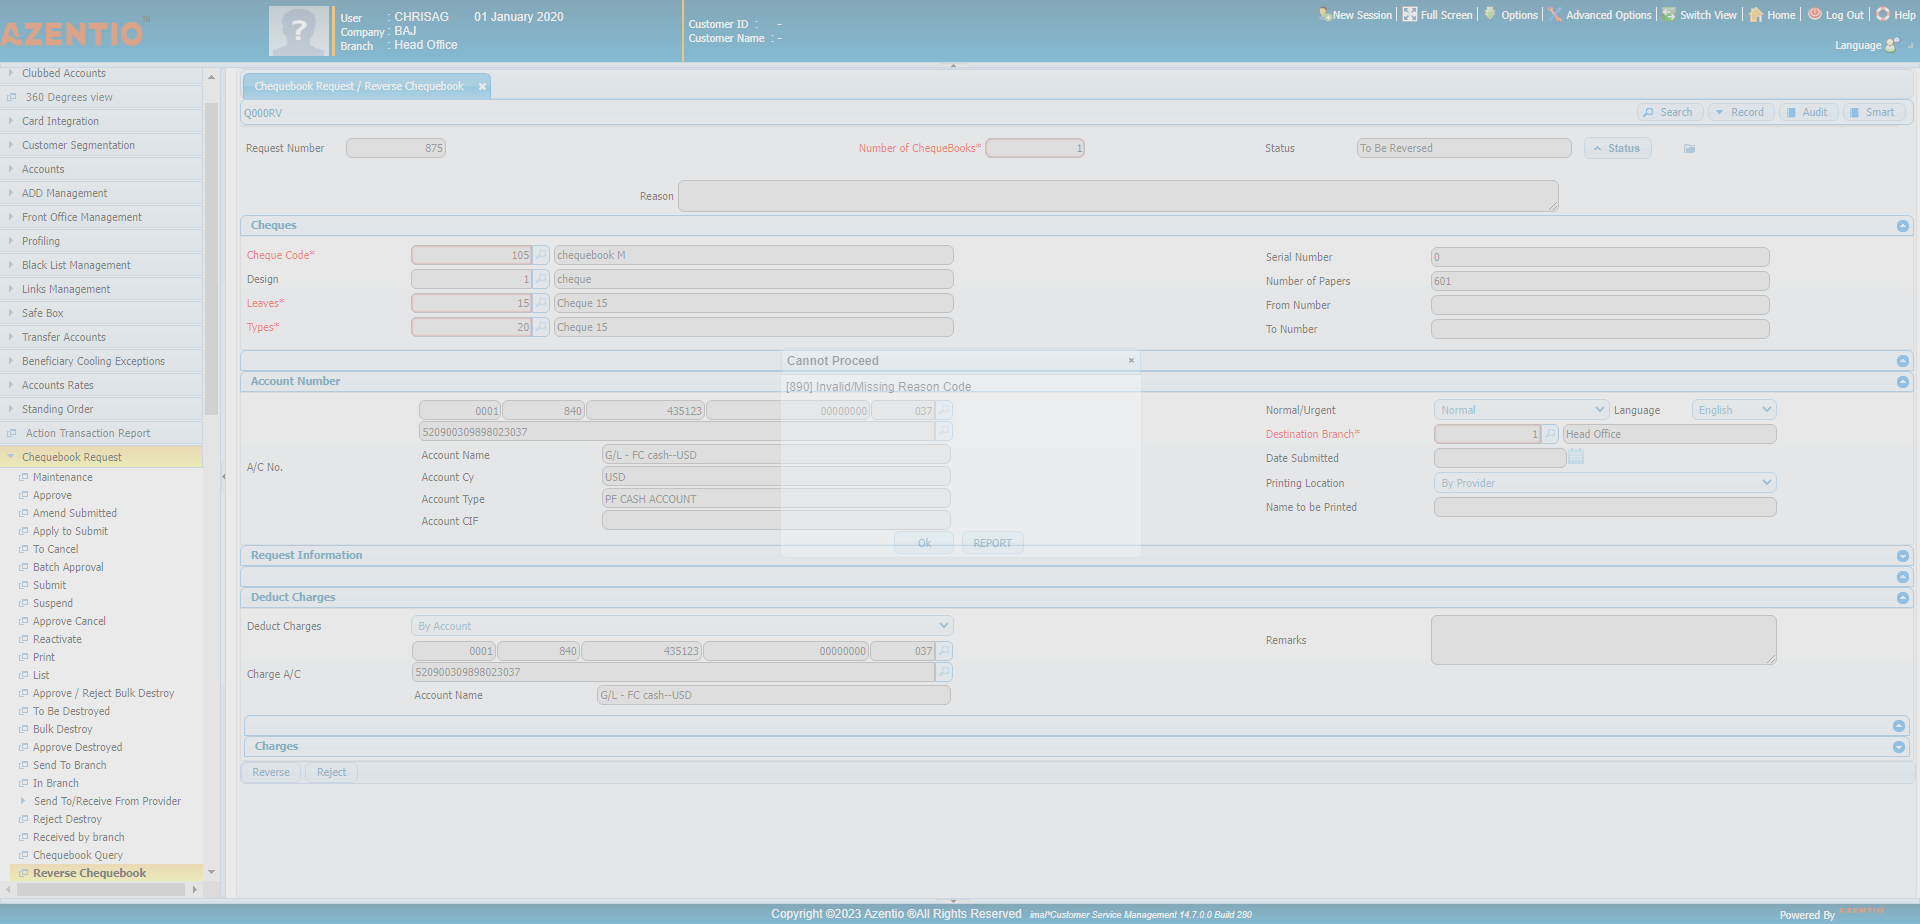 AZENTIO™
User : CHRISAG 01 January 2020
Company : BAJ
Branch : Head Office
Customer ID : -
Customer Name : -
New Session Full Screen Options Advanced Options Switch View Home Log Out Help
Language
Clubbed Accounts
360 Degrees view
Card Integration
Customer Segmentation
Accounts
ADD Management
Front Office Management
Profiling
Black List Management
Links Management
Safe Box
Transfer Accounts
Beneficiary Cooling Exceptions
Accounts Rates
Standing Order
Action Transaction Report
Chequebook Request
Maintenance
Approve
Amend Submitted
Apply to Submit
To Cancel
Batch Approval
Submit
Suspend
Approve Cancel
Reactivate
Print
List
Approve / Reject Bulk Destroy
To Be Destroyed
Bulk Destroy
Approve Destroyed
Send To Branch
In Branch
Send To/Receive From Provider
Reject Destroy
Received by branch
Chequebook Query
Reverse Chequebook
Chequebook Request / Reverse Chequebook
Q000RV
Search Record Audit Smart
Request Number 875 Number of ChequeBooks* 1 Status To Be Reversed Status
Reason
Cheques
Cheque Code* 105 chequebook M
Design 1 cheque
Leaves* 15 Cheque 15
Types* 20 Cheque 15
Serial Number 0
Number of Papers 601
From Number
To Number
Cannot Proceed
[890] Invalid/Missing Reason Code
Ok REPORT
Account Number
0001 840 435123 00000000 037
520900309898023037
A/C No.
Account Name G/L - FC cash--USD
Account Cy USD
Account Type PF CASH ACCOUNT
Account CIF
Normal/Urgent Normal Language English
Destination Branch* 1 Head Office
Date Submitted
Printing Location By Provider
Name to be Printed
Request Information
Deduct Charges
Deduct Charges By Account
0001 840 435123 00000000 037
Charge A/C 520900309898023037
Account Name G/L - FC cash--USD
Remarks
Charges
Reverse Reject
Copyright ©2023 Azentio ®All Rights Reserved imal*Customer Service Management 14.7.0.0 Build 280
Powered By AZENTIO